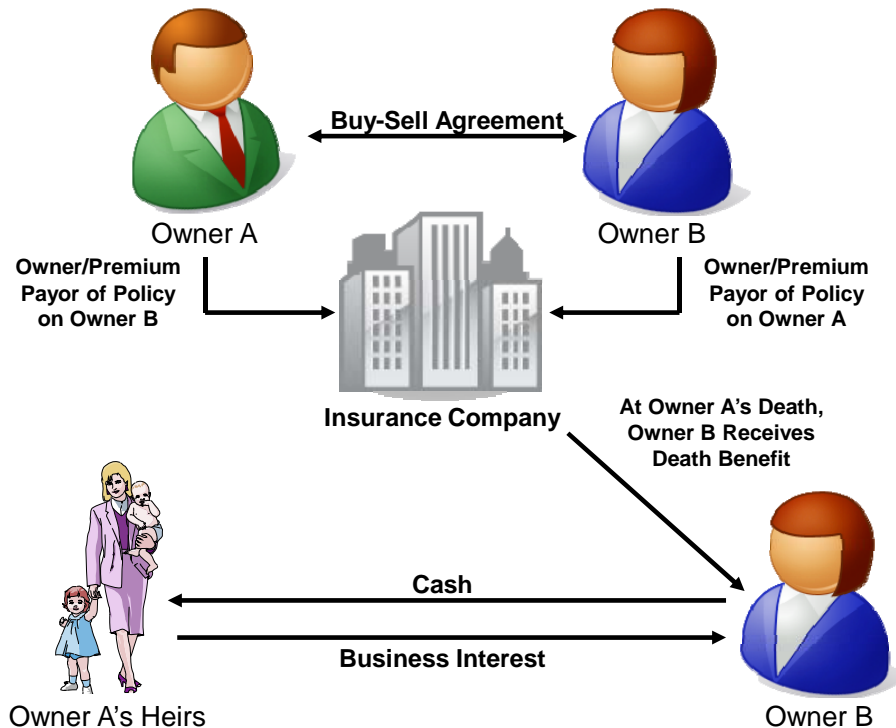 Buy-Sell Agreement
Owner A
Owner B
Owner/Premium
Payor of Policy
on Owner B
Owner/Premium
Payor of Policy
on Owner A
Insurance Company
At Owner A's Death,
Owner B Receives
Death Benefit
Cash
Business Interest
Owner A's Heirs
Owner B